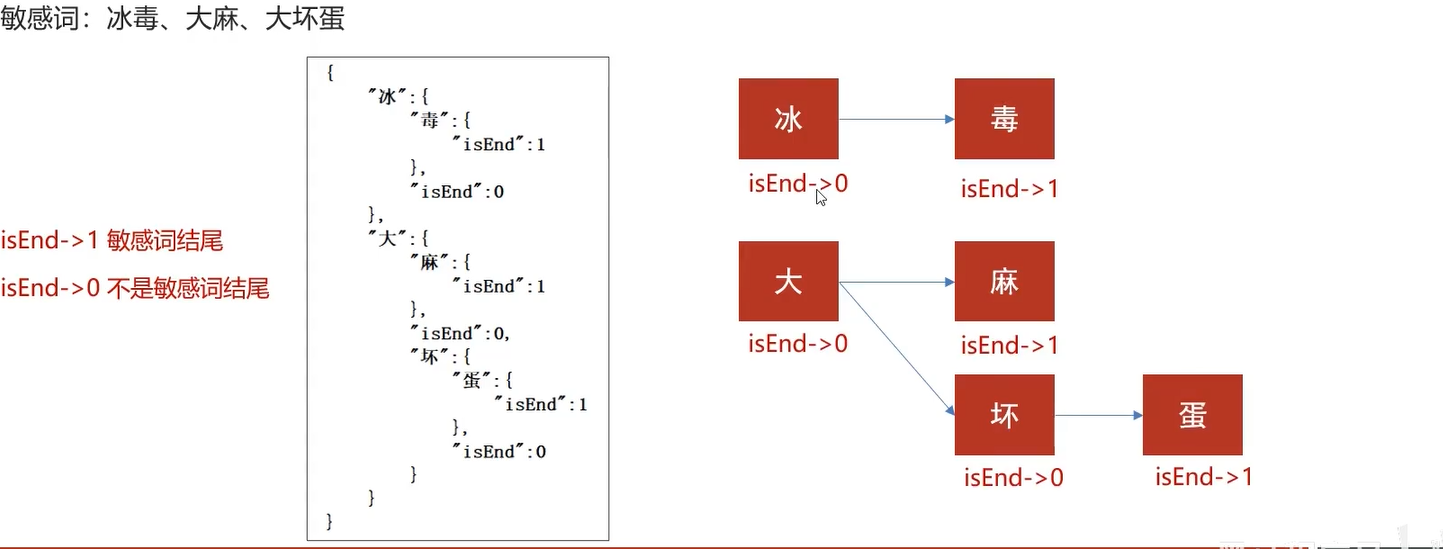 敏感词：冰毒、大麻、大坏蛋
isEnd->1 敏感词结尾
isEnd->0 不是敏感词结尾
{
"冰":{
"毒":{
"isEnd":1
},
"isEnd":0
},
"大":{
"麻":{
"isEnd":1
},
"isEnd":0,
"坏":{
"蛋":{
"isEnd":1
},
"isEnd":0
}
}
}
冰 毒
isEnd->0 isEnd->1
大 麻
isEnd->0 isEnd->1
坏 蛋
isEnd->0 isEnd->1